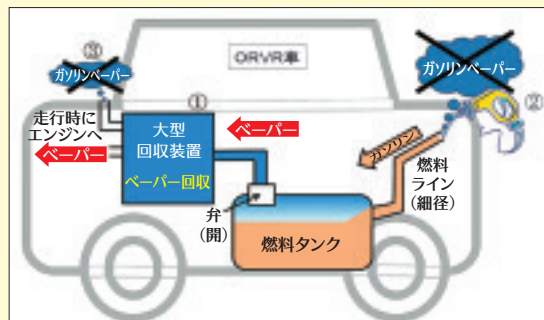 ③
ガソリンベーパー
ORVR車
ガソリンベーパー
②
①
走行時に
エンジンへ
ベーパー
大型
回収装置
ベーパー回収
ベーパー
ガソリン
燃料
ライン
(細径)
弁
(開)
燃料タンク